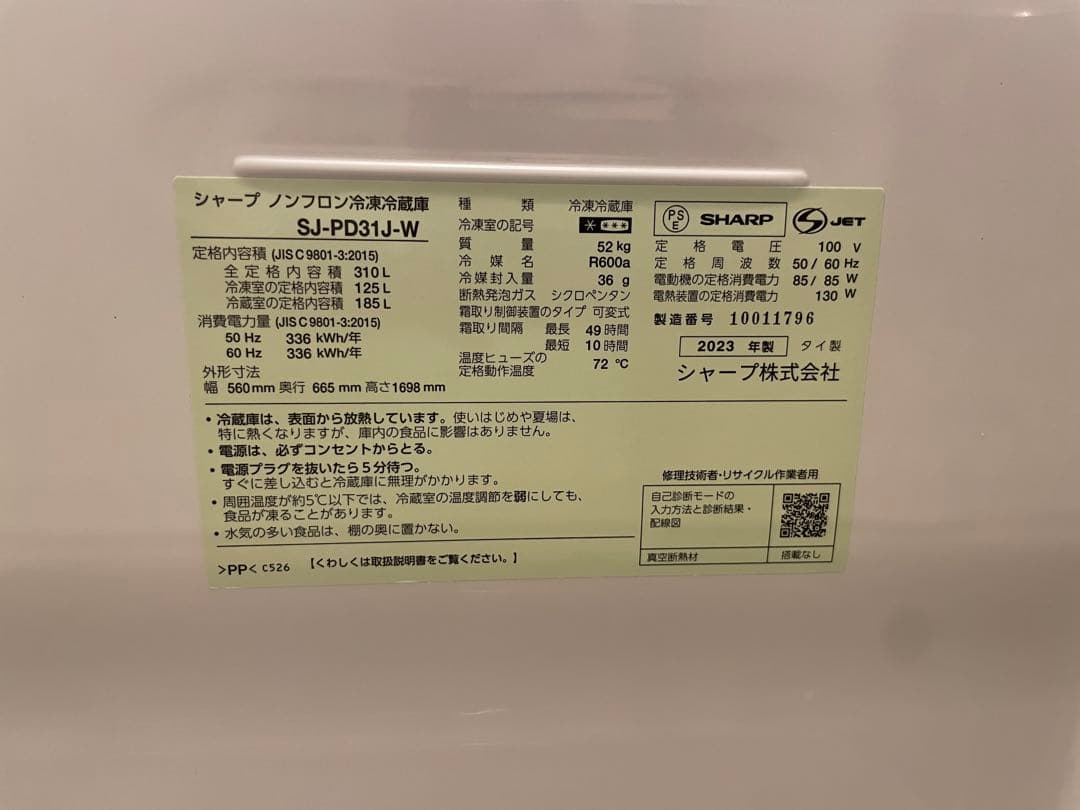 シャープ ノンフロン冷凍冷蔵庫
SJ-PD31J-W
定格内容積 (JIS C 9801-3:2015)
全定格内容積 310 L
冷凍室の定格内容積 125 L
冷蔵室の定格内容積 185 L
消費電力量 (JIS C 9801-3:2015)
50 Hz 336 kWh/年
60 Hz 336 kWh/年
外形寸法
幅 560 mm 奥行 665 mm 高さ 1698 mm
種類 冷凍冷蔵庫
冷凍室の記号 * ***
質量 52 kg
冷媒名 R600a
冷媒封入量 36 g
断熱発泡ガス シクロペンタン
霜取り制御装置のタイプ 可変式
霜取り間隔 最長 49 時間
最短 10 時間
温度ヒューズの
定格動作温度 72 ℃
PS
E
SHARP
S JET
定格電圧 100 V
定格周波数 50 / 60 Hz
電動機の定格消費電力 85 / 85 W
電熱装置の定格消費電力 130 W
製造番号 10011796
2023 年製 タイ製
シャープ株式会社
・冷蔵庫は、表面から放熱しています。使いはじめや夏場は、
特に熱くなりますが、庫内の食品に影響はありません。
・電源は、必ずコンセントからとる。
・電源プラグを抜いたら5分待つ。
すぐに差し込むと冷蔵庫に無理がかかります。
・周囲温度が約5℃以下では、冷蔵室の温度調節を弱にしても、
食品が凍ることがあります。
・水気の多い食品は、棚の奥に置かない。
>PP< C526 【くわしくは取扱説明書をご覧ください。】
修理技術者・リサイクル作業者用
自己診断モードの
入力方法と診断結果・
配線図
真空断熱材 搭載なし